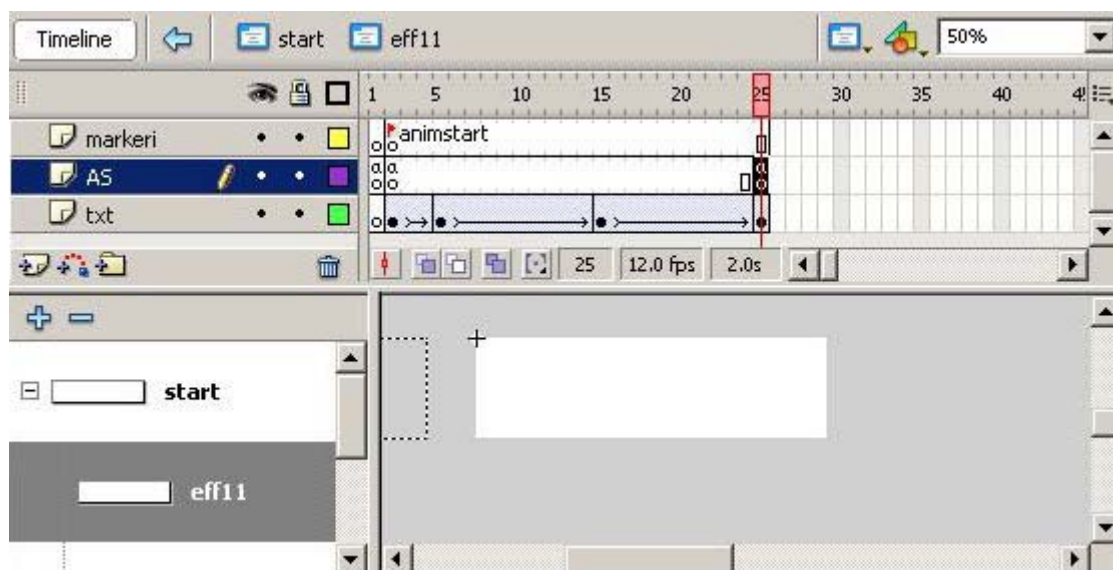 Timeline start eff11 50%
1 5 10 15 20 25 30 35 40
markeri animstart
AS a a a
txt
25 12.0 fps 2.0s
start
eff11